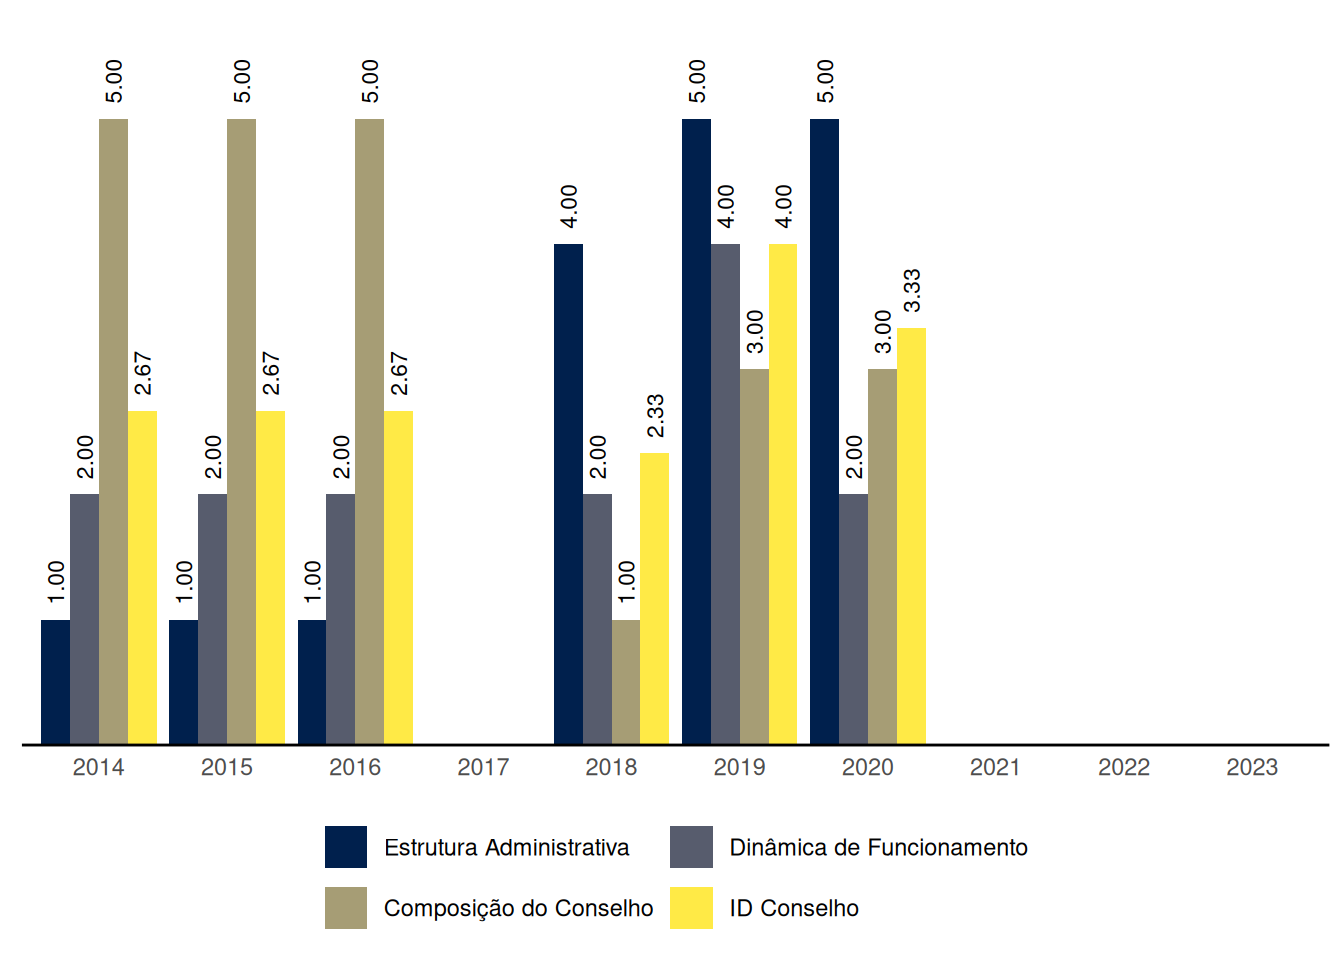 1.00 2.00 5.00 2.67 1.00 2.00 5.00 2.67 1.00 2.00 5.00 2.67 4.00 2.00 1.00 2.33 5.00 4.00 3.00 4.00 5.00 2.00 3.00 3.33
2014 2015 2016 2017 2018 2019 2020 2021 2022 2023
Estrutura Administrativa Dinâmica de Funcionamento
Composição do Conselho ID Conselho